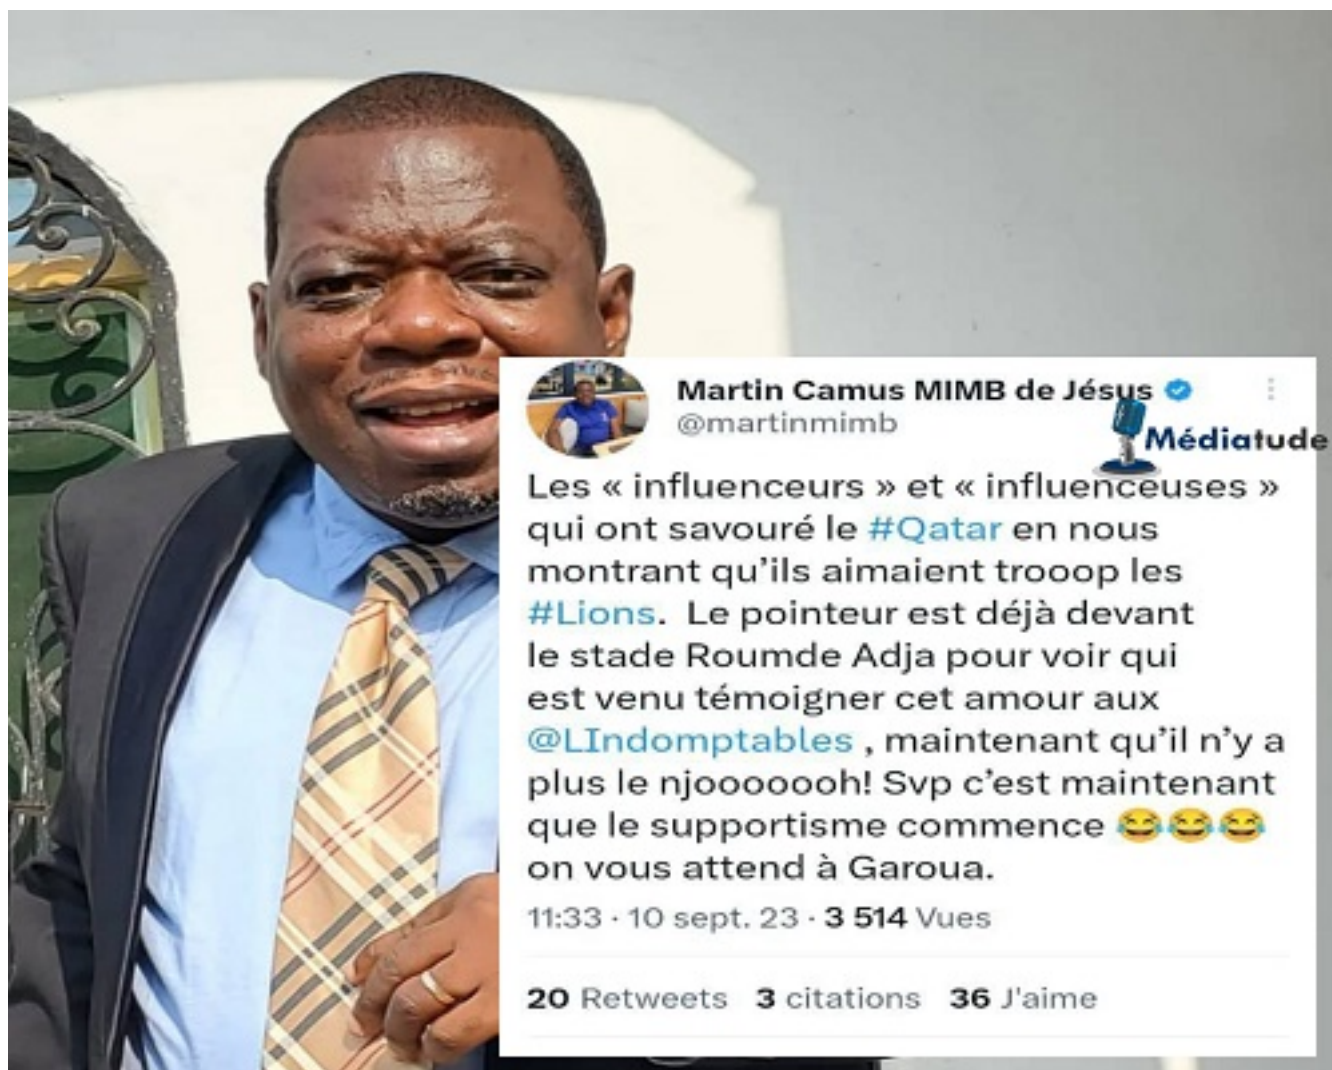 Martin Camus MIMB de Jésus
@martinmimb
Médiatude
Les « influenceurs » et « influenceuses »
qui ont savouré le #Qatar en nous
montrant qu'ils aimaient trooop les
#Lions.  Le pointeur est déjà devant
le stade Roumde Adja pour voir qui
est venu témoigner cet amour aux
@LIndomptables , maintenant qu'il n'y a
plus le njooooooh! Svp c'est maintenant
que le supportisme commence 😂😂😂
on vous attend à Garoua.
11:33 · 10 sept. 23 · 3 514 Vues
20 Retweets 3 citations 36 J'aime